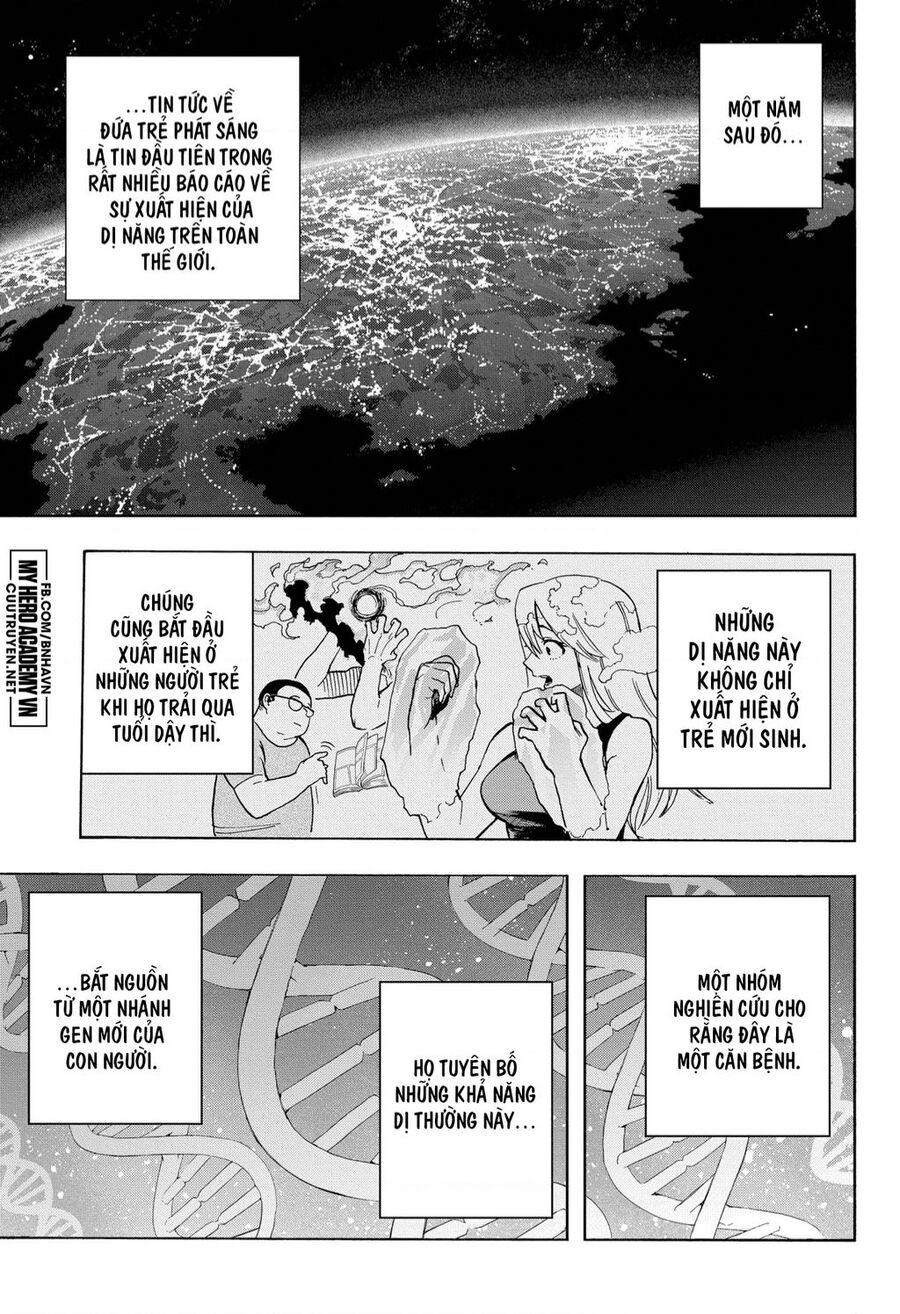 MỘT NĂM
SAU ĐÓ...
...TIN TỨC VỀ
ĐỨA TRẺ PHÁT SÁNG
LÀ TIN ĐẦU TIÊN TRONG
RẤT NHIỀU BÁO CÁO VỀ
SỰ XUẤT HIỆN CỦA
DỊ NĂNG TRÊN TOÀN
THẾ GIỚI.
NHỮNG
DỊ NĂNG NÀY
KHÔNG CHỈ
XUẤT HIỆN Ở
TRẺ MỚI SINH.
CHÚNG
CŨNG BẮT ĐẦU
XUẤT HIỆN Ở
NHỮNG NGƯỜI TRẺ
KHI HỌ TRẢI QUA
TUỔI DẬY THÌ.
FB.COM/BNHAVN
MY HERO ACADEMY VN
CUUTRUYEN.NET
MỘT NHÓM
NGHIÊN CỨU CHO
RẰNG ĐÂY LÀ
MỘT CĂN BỆNH.
HỌ TUYÊN BỐ
NHỮNG KHẢ NĂNG
DỊ THƯỜNG NÀY...
...BẮT NGUỒN
TỪ MỘT NHÁNH
GEN MỚI CỦA
CON NGƯỜI.